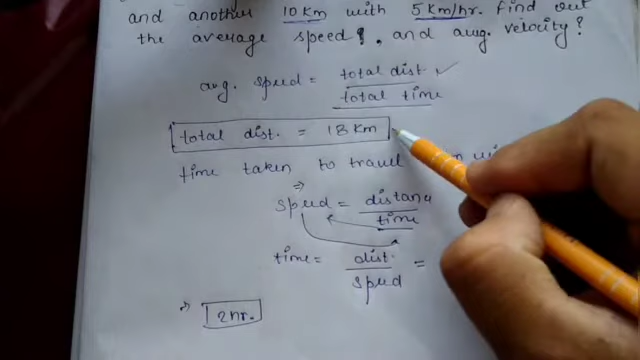 and another 10 Km with 5 Km/hr. Find out
the average speed?. and avg. velocity?
avg. speed = total dist.
total time
total dist. = 18 Km
time taken to travel
speed = distance
time
time = dist. =
speed
⇒ 2hr.